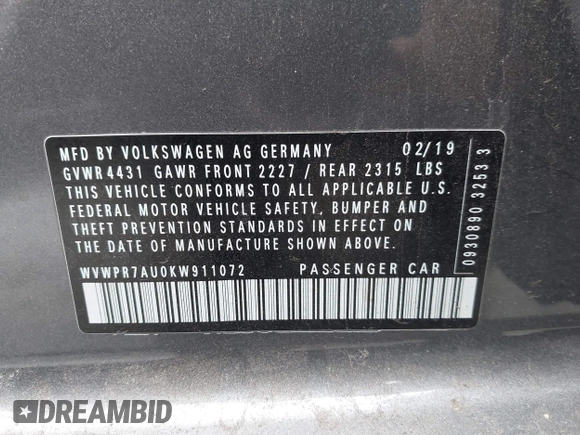 MFD BY VOLKSWAGEN AG GERMANY 02/19
GVWR 4431 GAWR FRONT 2227 / REAR 2315 LBS
THIS VEHICLE CONFORMS TO ALL APPLICABLE U.S.
FEDERAL MOTOR VEHICLE SAFETY, BUMPER AND
THEFT PREVENTION STANDARDS IN EFFECT ON
THE DATE OF MANUFACTURE SHOWN ABOVE.
WVWPR7AU0KW911072 PASSENGER CAR
0930890 3253 3
DREAMBID